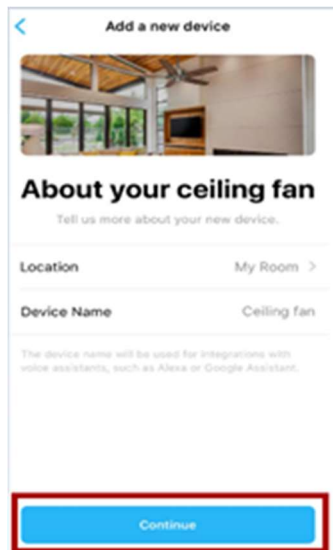 Add a new device
About your ceiling fan
Tell us more about your new device.
Location My Room >
Device Name Ceiling fan
The device name will be used for integrations with
voice assistants, such as Alexa or Google Assistant.
Continue